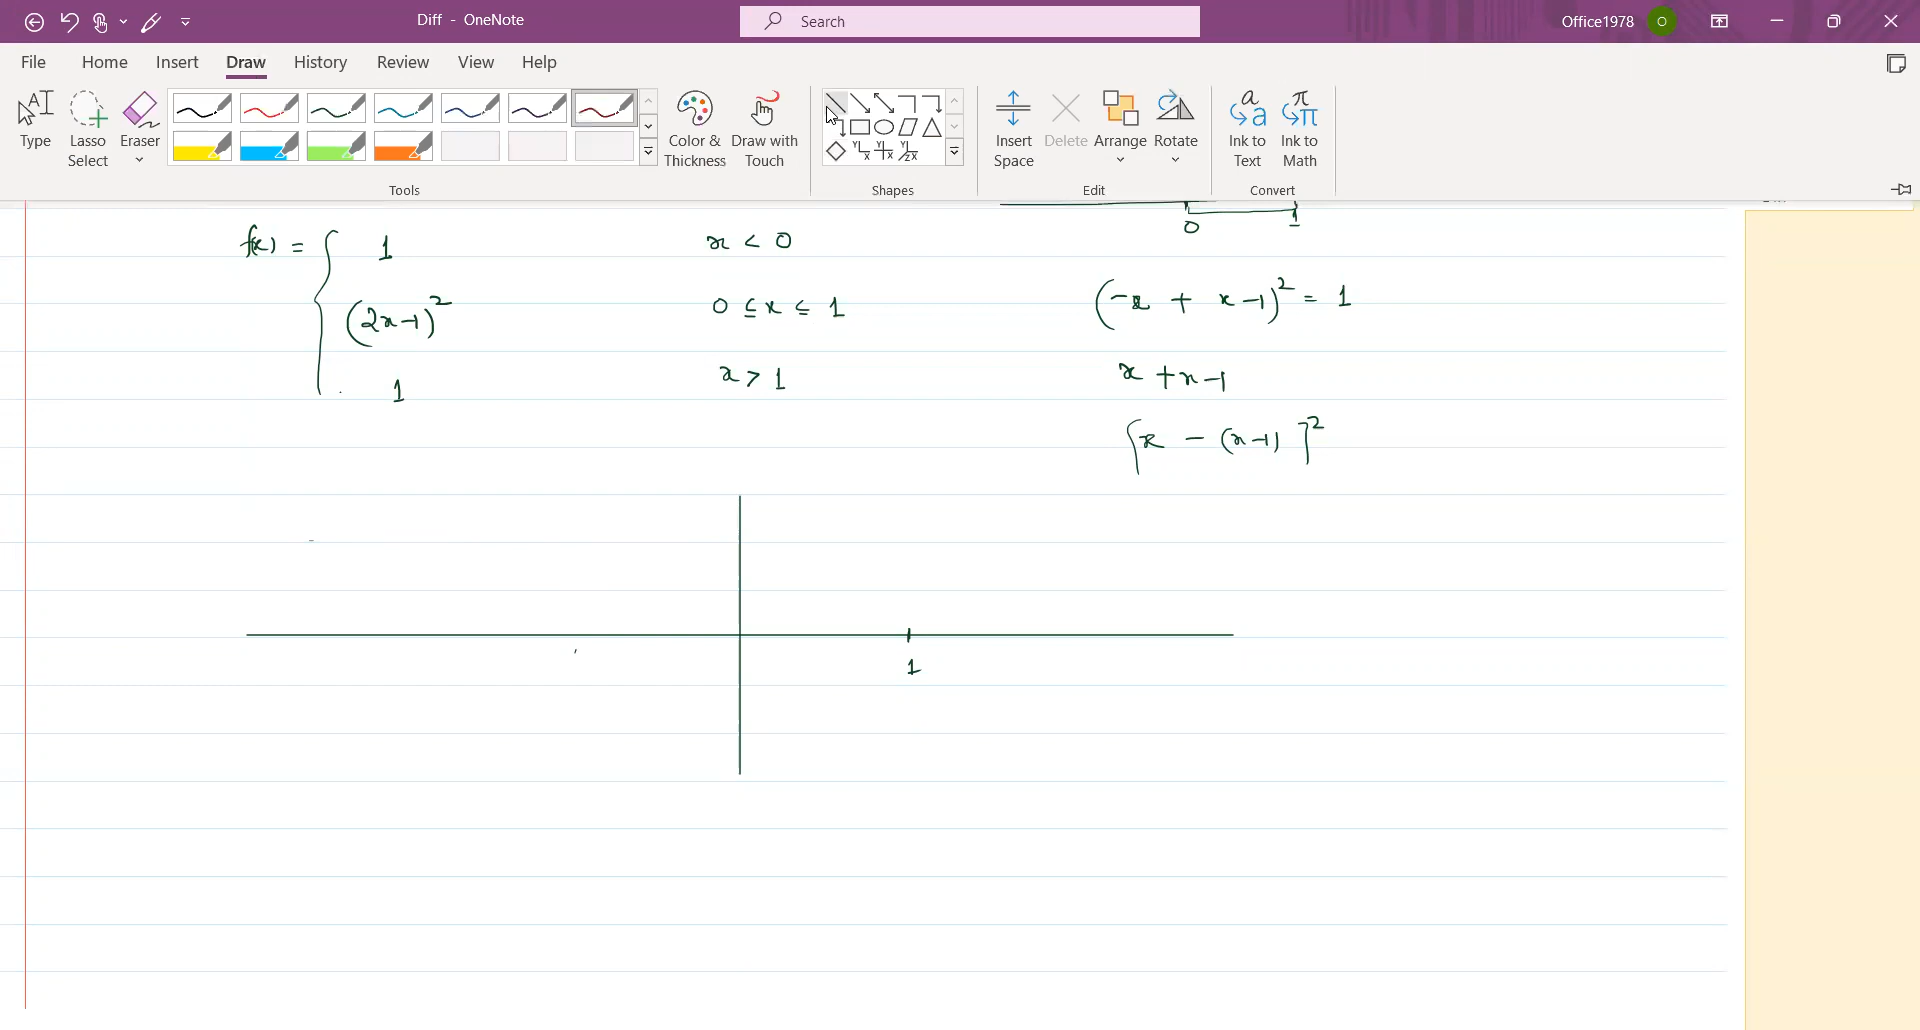 Diff - OneNote
Search
Office1978
O
File Home Insert Draw History Review View Help
Type
Lasso Select
Eraser
Color & Thickness
Draw with Touch
Insert Space
Delete
Arrange
Rotate
Ink to Text
Ink to Math
Tools
Shapes
Edit
Convert
0 1
f(x) = { 1 x < 0
(2x-1)² 0 ≤ x ≤ 1
1 x > 1
(-x + x-1)² = 1
x + x-1
[x - (x-1)]²
1